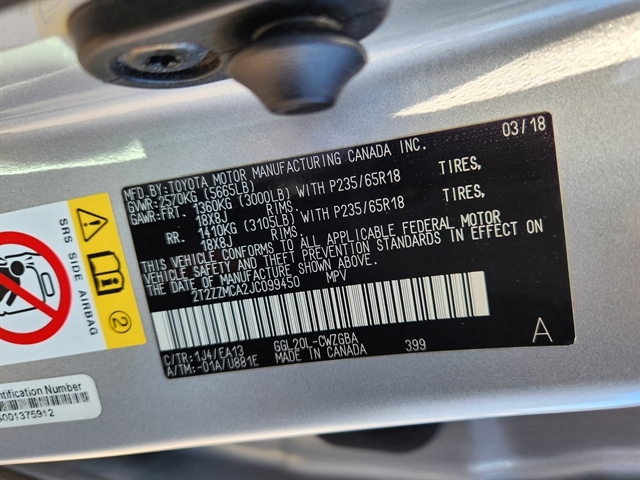 MFD.BY:TOYOTA MOTOR MANUFACTURING CANADA INC. 03/18
GVWR:2570KG (5665LB)
GAWR:FRT. 1360KG (3000LB) WITH P235/65R18 TIRES,
18X8J RIMS,
RR. 1410KG (3105LB) WITH P235/65R18 TIRES,
18X8J RIMS.
THIS VEHICLE CONFORMS TO ALL APPLICABLE FEDERAL MOTOR
VEHICLE SAFETY AND THEFT PREVENTION STANDARDS IN EFFECT ON
THE DATE OF MANUFACTURE SHOWN ABOVE.
2T2ZZMCA2JC099450 MPV
C/TR: 1J4/EA13 GGL20L-CWZGBA A
A/TM: -01A/U881E MADE IN CANADA 399
SRS SIDE AIRBAG
2
ntification Number
001375912